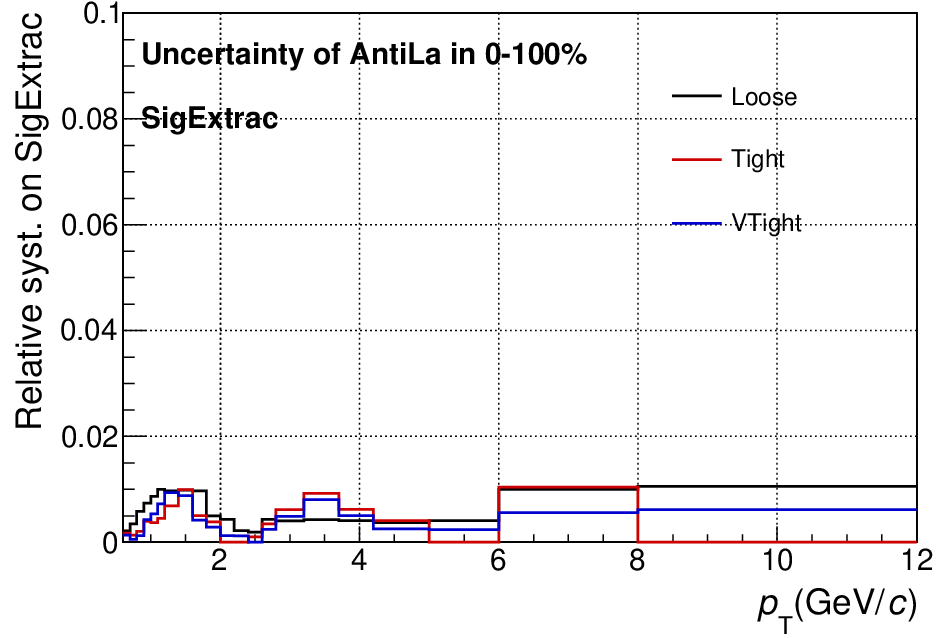 0.1
Uncertainty of AntiLa in 0-100%
Loose
SigExtrac
0.08
Tight
0.06
VTight
Relative syst. on SigExtrac
0.04
0.02
0
2
4
6
8
10
12
pT(GeV/c)